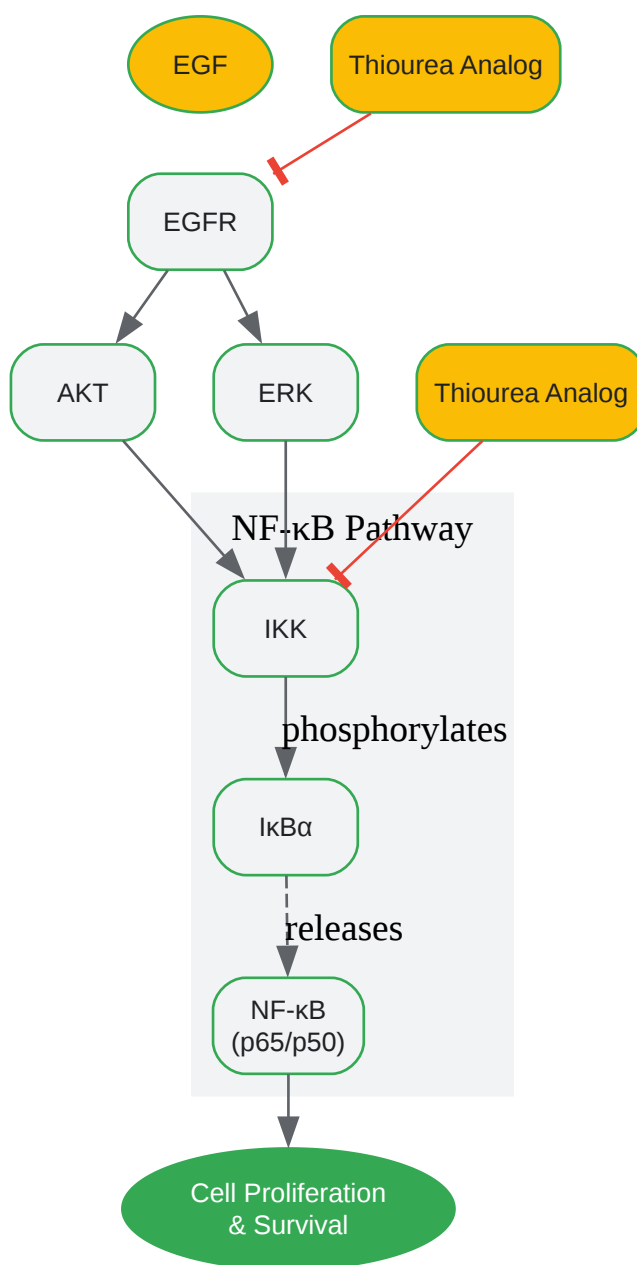 EGF
Thiourea Analog
EGFR
AKT
ERK
Thiourea Analog
NF-κB Pathway
IKK
phosphorylates
IκBα
releases
NF-κB
(p65/p50)
Cell Proliferation
& Survival